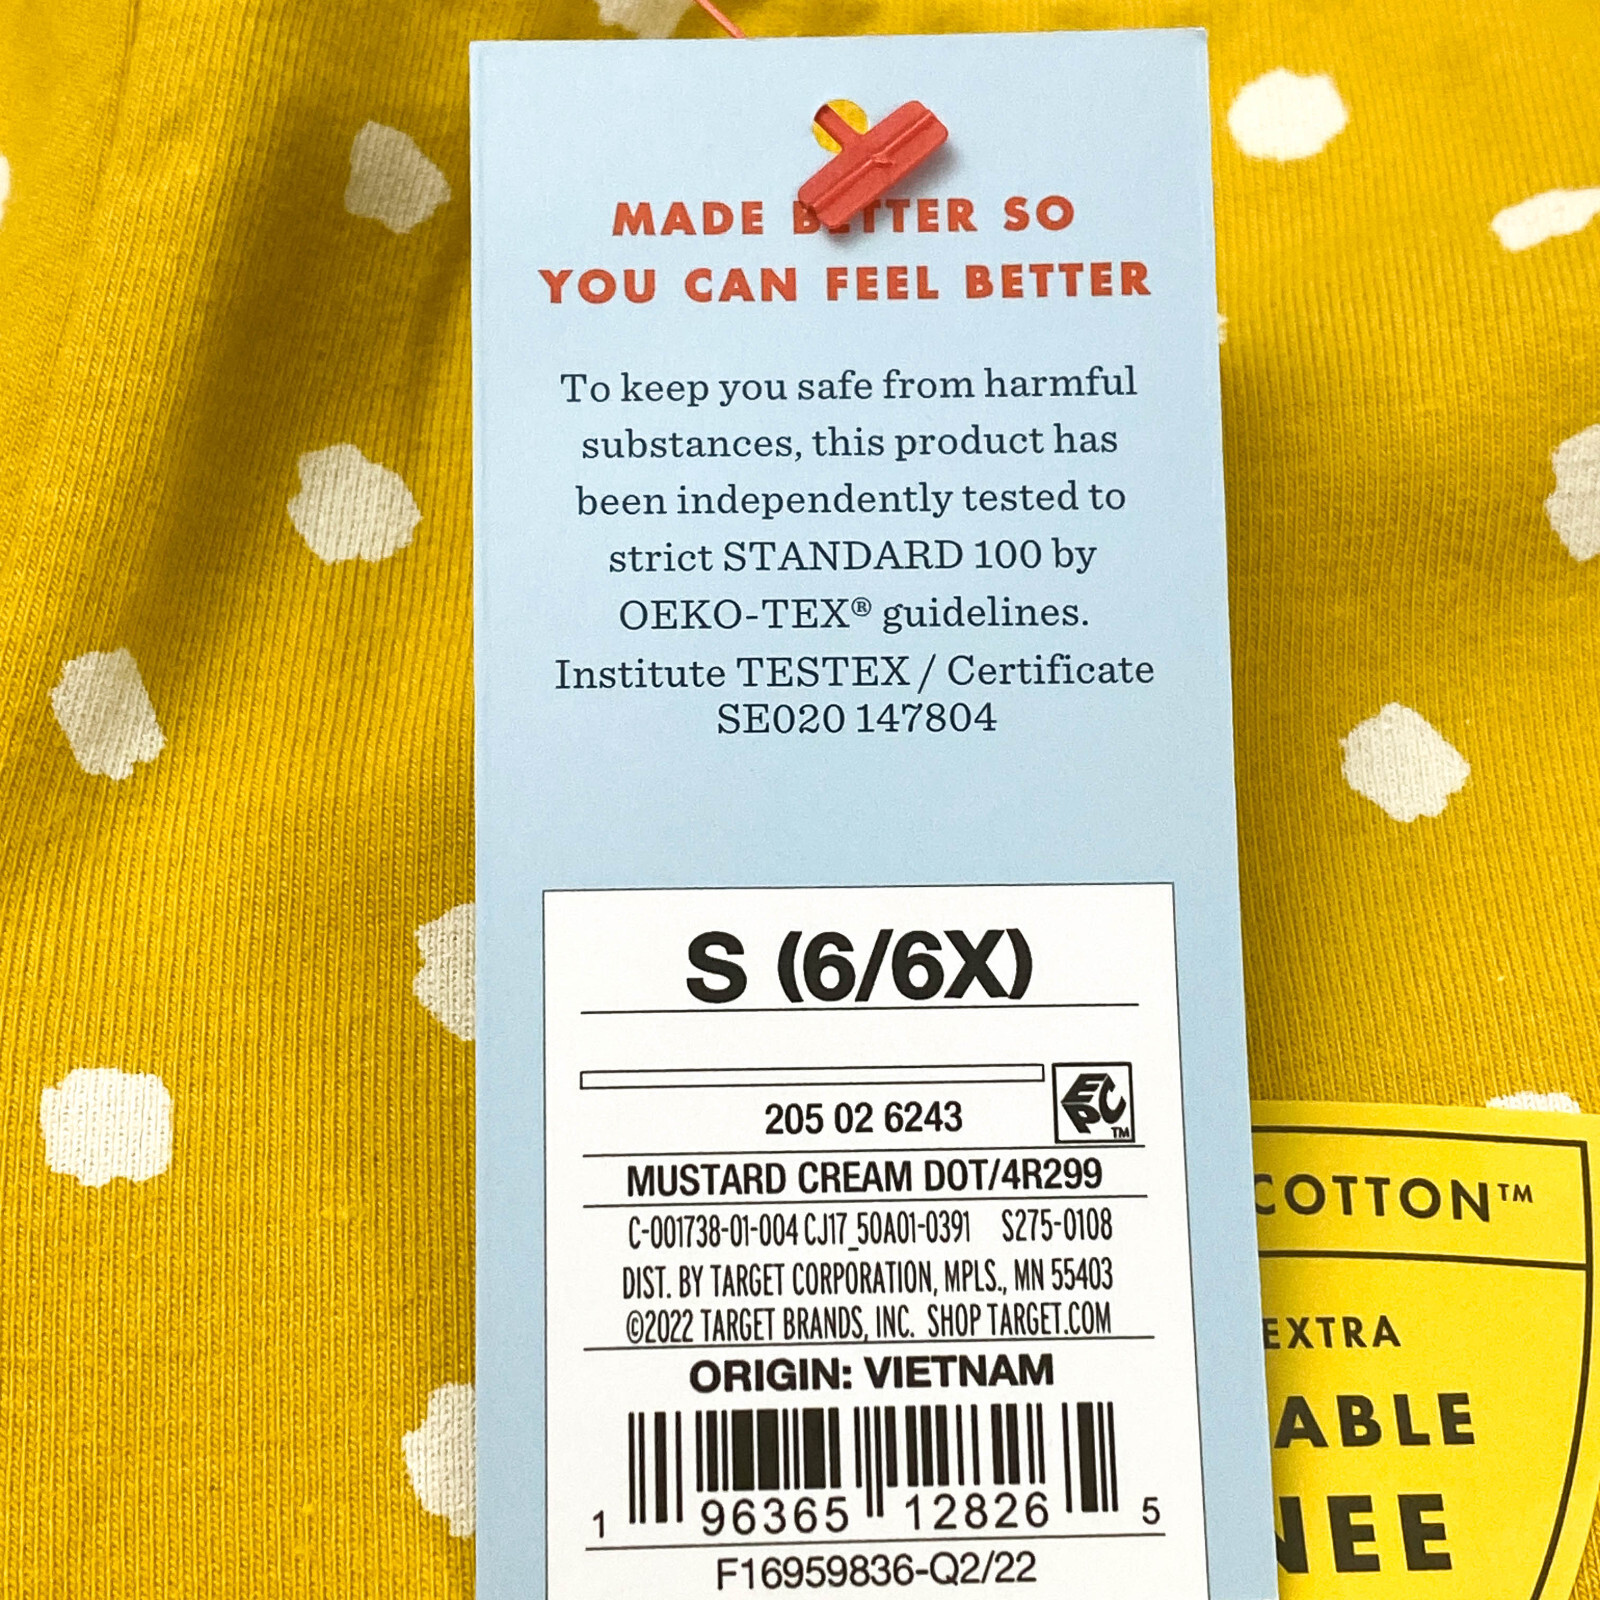 MADE BETTER SO
YOU CAN FEEL BETTER
To keep you safe from harmful
substances, this product has
been independently tested to
strict STANDARD 100 by
OEKO-TEX® guidelines.
Institute TESTEX / Certificate
SE020 147804
S (6/6X)
205 02 6243
EPC™
MUSTARD CREAM DOT/4R299
C-001738-01-004 CJ17_50A01-0391 S275-0108
DIST. BY TARGET CORPORATION, MPLS., MN 55403
©2022 TARGET BRANDS, INC. SHOP TARGET.COM
ORIGIN: VIETNAM
1 96365 12826 5
F16959836-Q2/22
COTTON™
EXTRA
ABLE
NEE